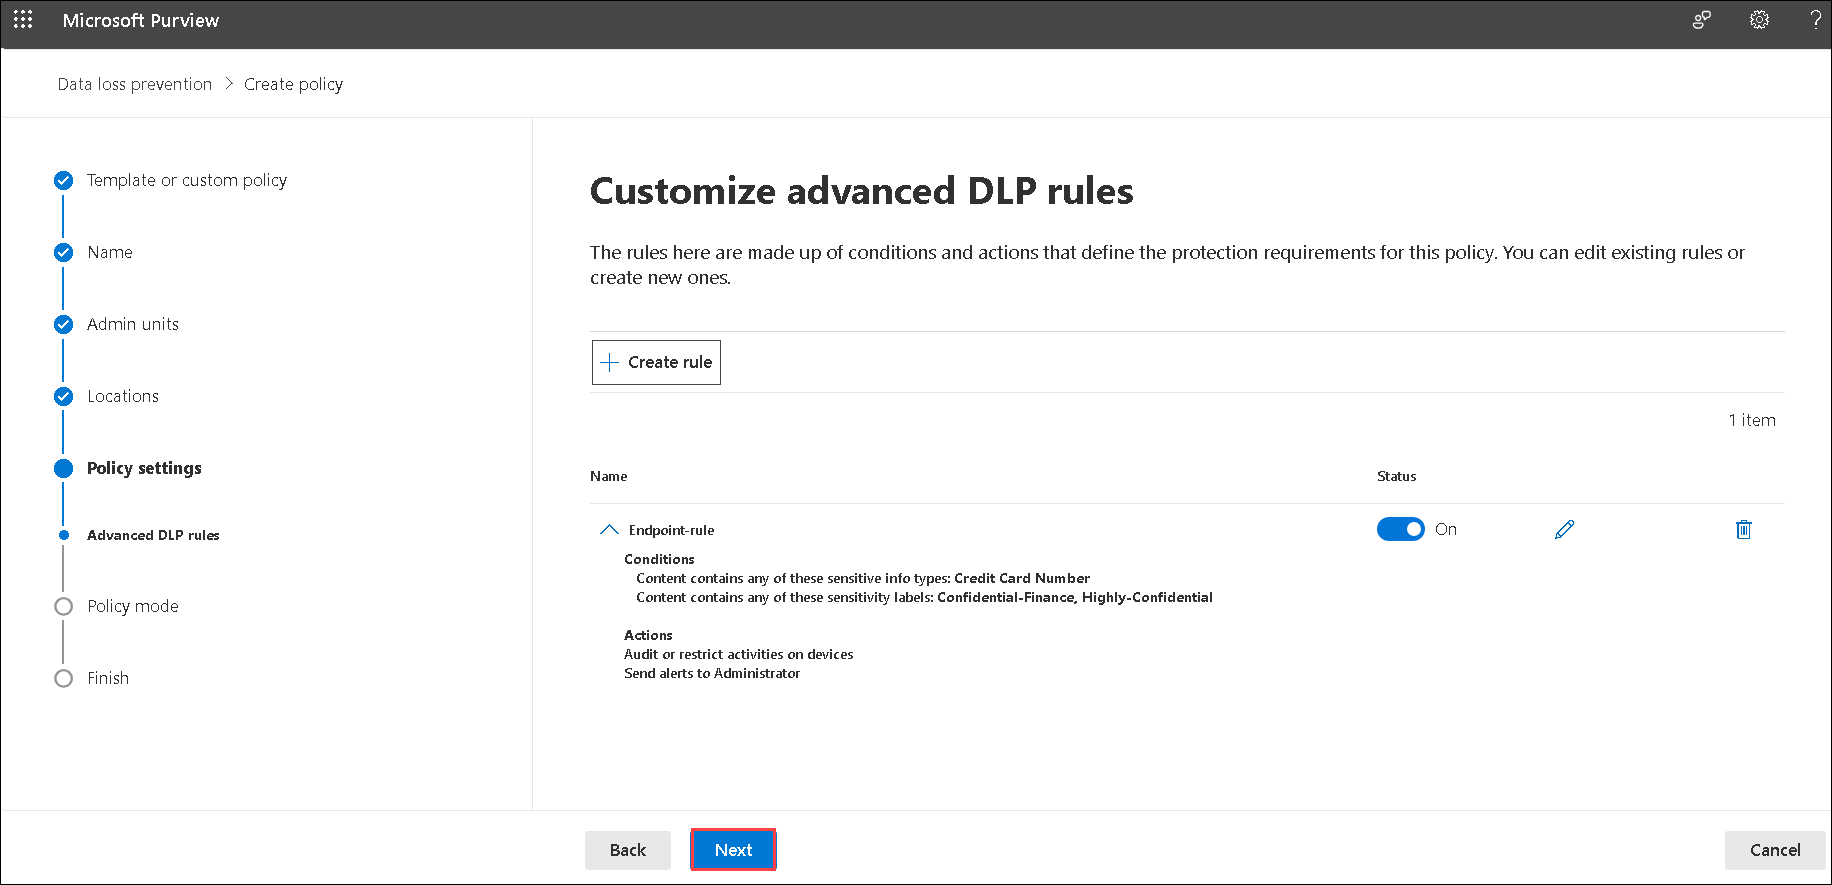 Microsoft Purview
?
Data loss prevention > Create policy
Template or custom policy
Name
Admin units
Locations
Policy settings
Advanced DLP rules
Policy mode
Finish
Customize advanced DLP rules
The rules here are made up of conditions and actions that define the protection requirements for this policy. You can edit existing rules or
create new ones.
+ Create rule
1 item
Name Status
Endpoint-rule On
Conditions
Content contains any of these sensitive info types: Credit Card Number
Content contains any of these sensitivity labels: Confidential-Finance, Highly-Confidential
Actions
Audit or restrict activities on devices
Send alerts to Administrator
Back Next Cancel